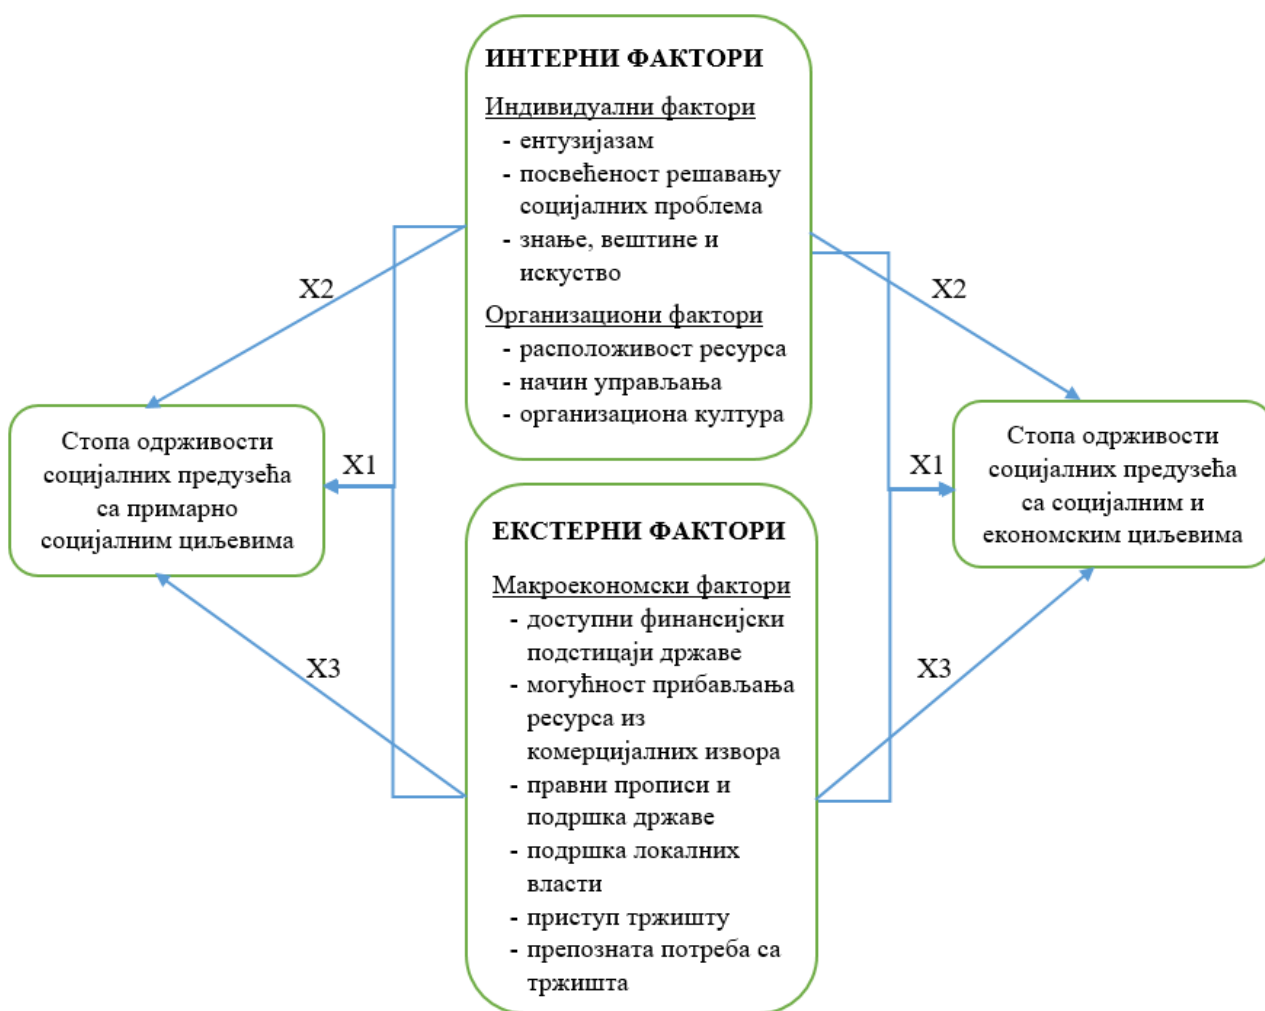 ИНТЕРНИ ФАКТОРИ
Индивидуални фактори
- ентузијазам
- посвећеност решавању
социјалних проблема
- знање, вештине и
искуство
Организациони фактори
- расположивост ресурса
- начин управљања
- организациона култура
X2
X2
Стопа одрживости
социјалних предузећа
са примарно
социјалним циљевима
X1
X1
Стопа одрживости
социјалних предузећа
са социјалним и
економским циљевима
ЕКСТЕРНИ ФАКТОРИ
Макроекономски фактори
- доступни финансијски
подстицаји државе
- могућност прибављања
ресурса из
комерцијалних извора
- правни прописи и
подршка државе
- подршка локалних
власти
- приступ тржишту
- препозната потреба са
тржишта
X3
X3